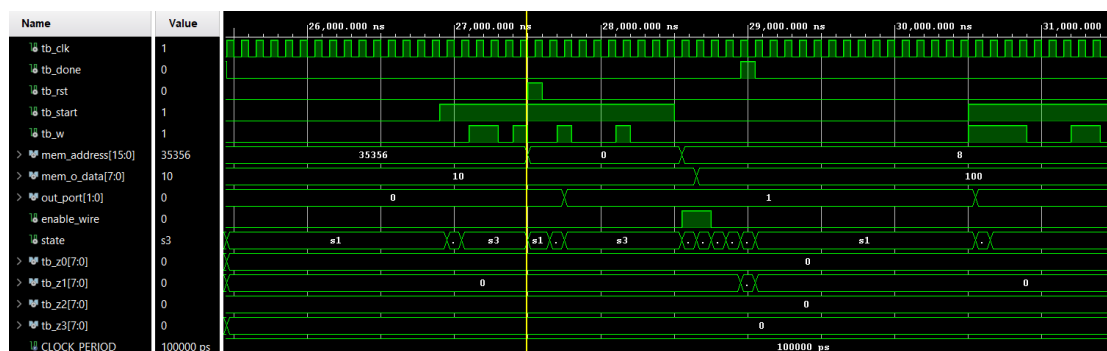 Name Value 26,000.000 ns 27,000.000 ns 28,000.000 ns 29,000.000 ns 30,000.000 ns 31,000.000
tb_clk 1
tb_done 0
tb_rst 0
tb_start 1
tb_w 1
mem_address[15:0] 35356 35356 0 8
mem_o_data[7:0] 10 10 100
out_port[1:0] 0 0 1
enable_wire 0
state s3 s1 . s3 s1 . . s3 . . . . . s1 .
tb_z0[7:0] 0 0
tb_z1[7:0] 0 0 . 0
tb_z2[7:0] 0 0
tb_z3[7:0] 0 0
CLOCK_PERIOD 100000 ps 100000 ps